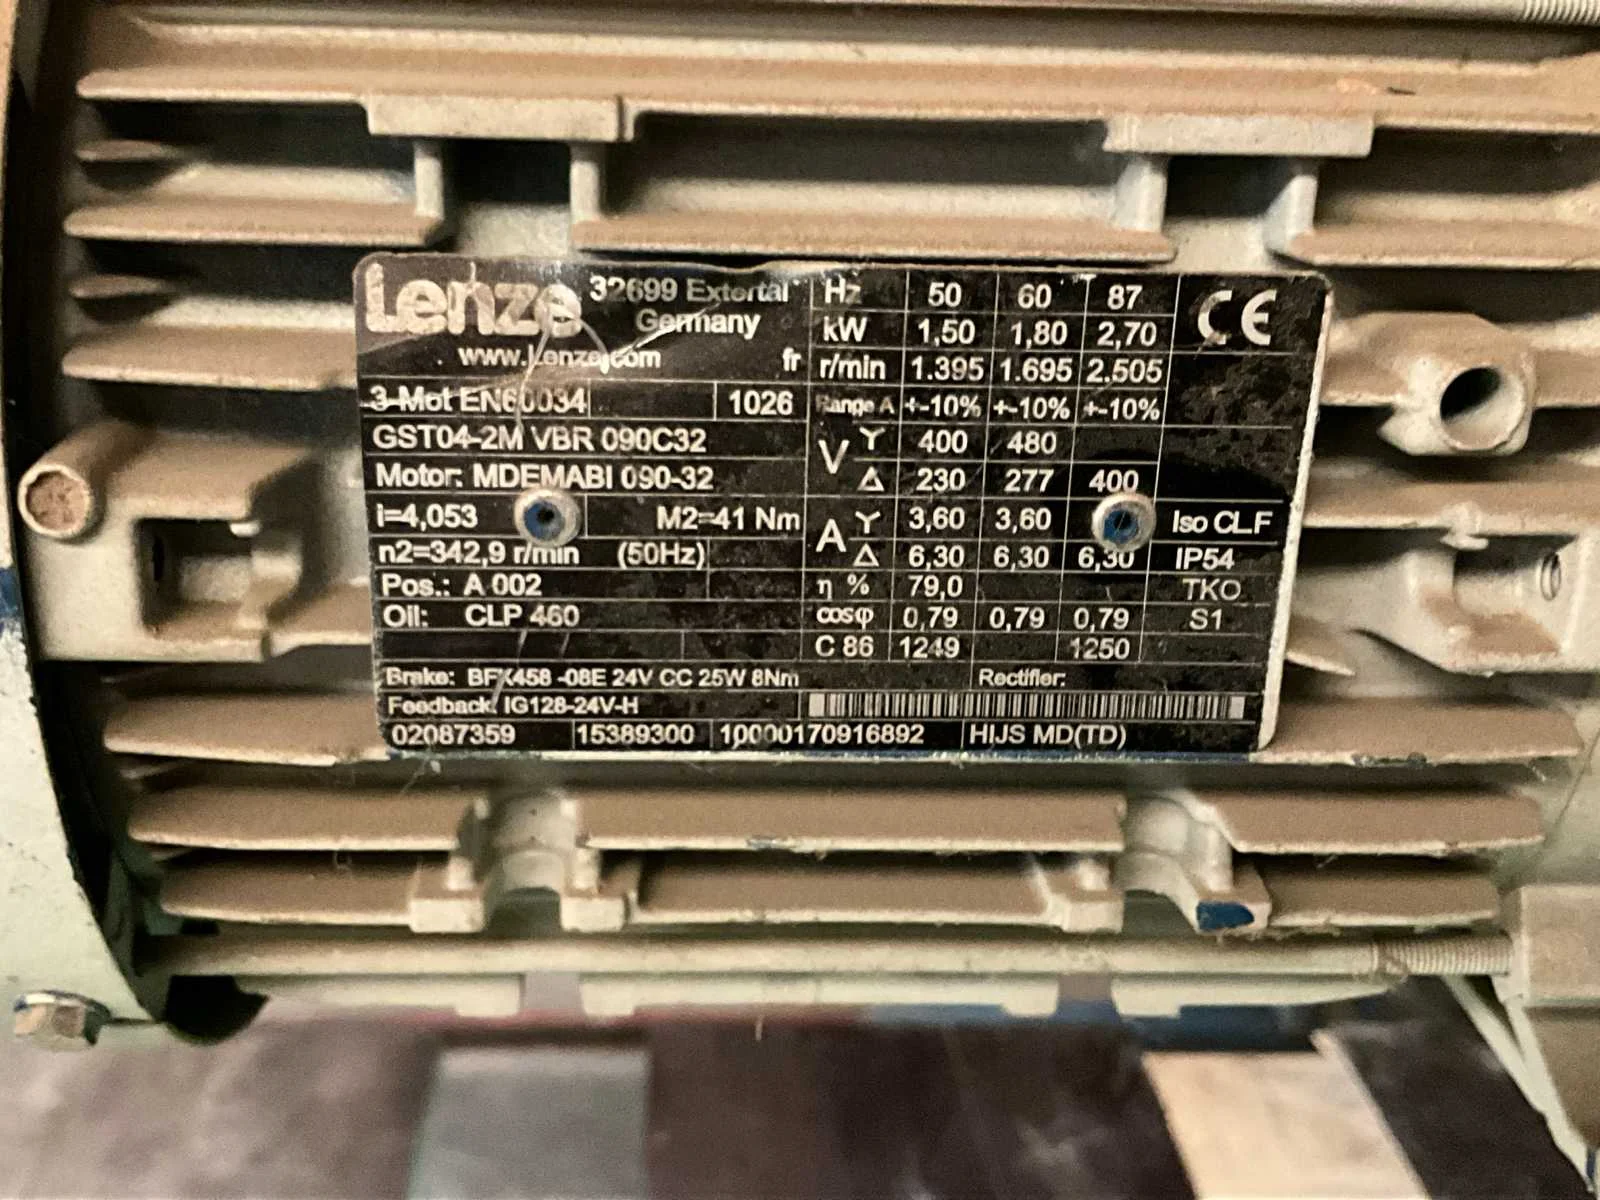 Lenze 32699 Extertal
Germany
www.Lenze.com fr
3-Mot EN60034 1026
GST04-2M VBR 090C32
Motor: MDEMABI 090-32
i=4,053 M2=41 Nm
n2=342,9 r/min (50Hz)
Pos.: A 002
Oil: CLP 460
Hz 50 60 87 CE
kW 1,50 1,80 2,70
r/min 1.395 1.695 2.505
Range A +-10% +-10% +-10%
V Y 400 480
Δ 230 277 400
A Y 3,60 3,60 Iso CLF
Δ 6,30 6,30 6,30 IP54
η % 79,0 TKO
cosφ 0,79 0,79 0,79 S1
C 86 1249 1250
Brake: BFK458 -08E 24V CC 25W 8Nm Rectifier:
Feedback: IG128-24V-H
02087359 15389300 10000170916892 HIJS MD(TD)